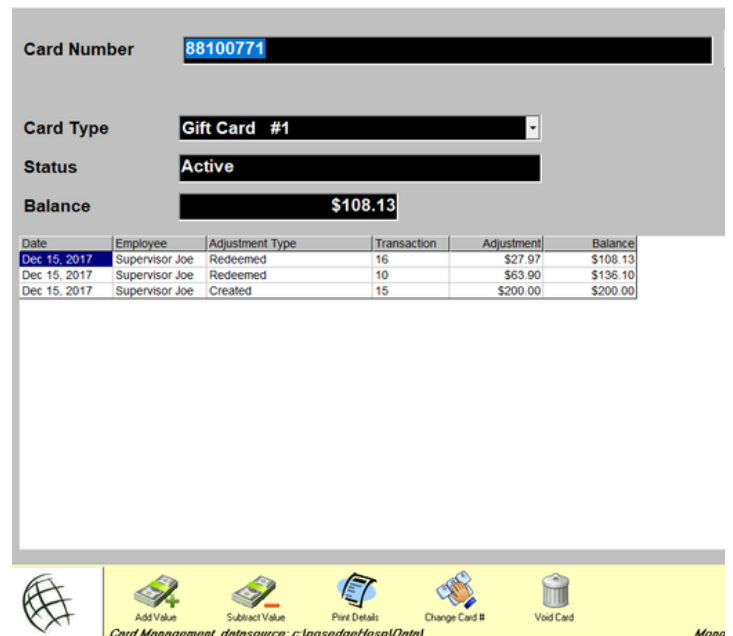 Card Number 88100771
Card Type Gift Card #1
Status Active
Balance $108.13
Date Employee Adjustment Type Transaction Adjustment Balance
Dec 15, 2017 Supervisor Joe Redeemed 16 $27.97 $108.13
Dec 15, 2017 Supervisor Joe Redeemed 10 $63.90 $136.10
Dec 15, 2017 Supervisor Joe Created 15 $200.00 $200.00
Add Value Subtract Value Print Details Change Card # Void Card
Card Management datasource: